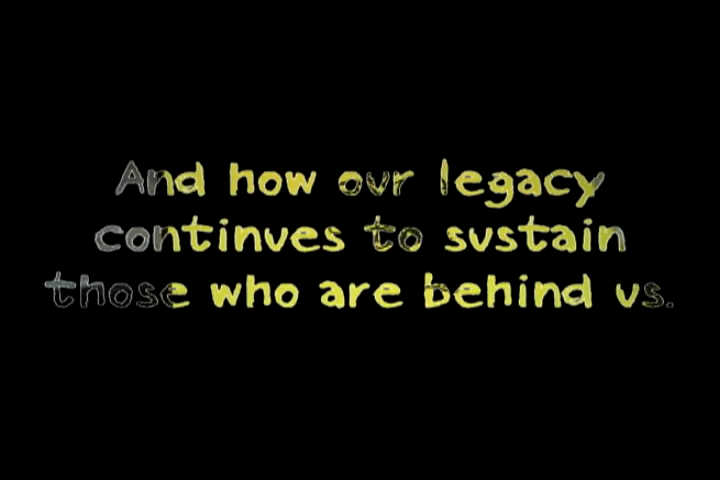 And how our legacy
continues to sustain
those who are behind us.